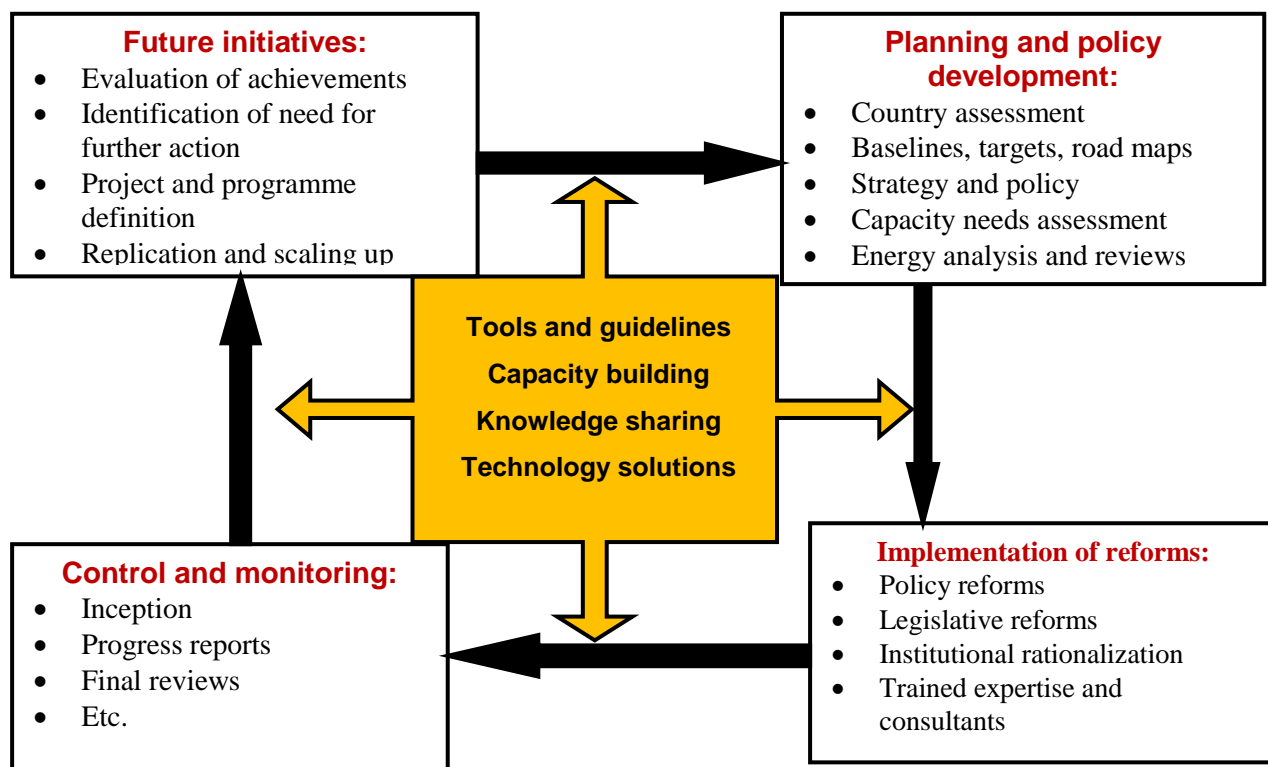 Future initiatives:
• Evaluation of achievements
• Identification of need for
further action
• Project and programme
definition
• Replication and scaling up
Planning and policy
development:
• Country assessment
• Baselines, targets, road maps
• Strategy and policy
• Capacity needs assessment
• Energy analysis and reviews
Tools and guidelines
Capacity building
Knowledge sharing
Technology solutions
Control and monitoring:
• Inception
• Progress reports
• Final reviews
• Etc.
Implementation of reforms:
• Policy reforms
• Legislative reforms
• Institutional rationalization
• Trained expertise and
consultants